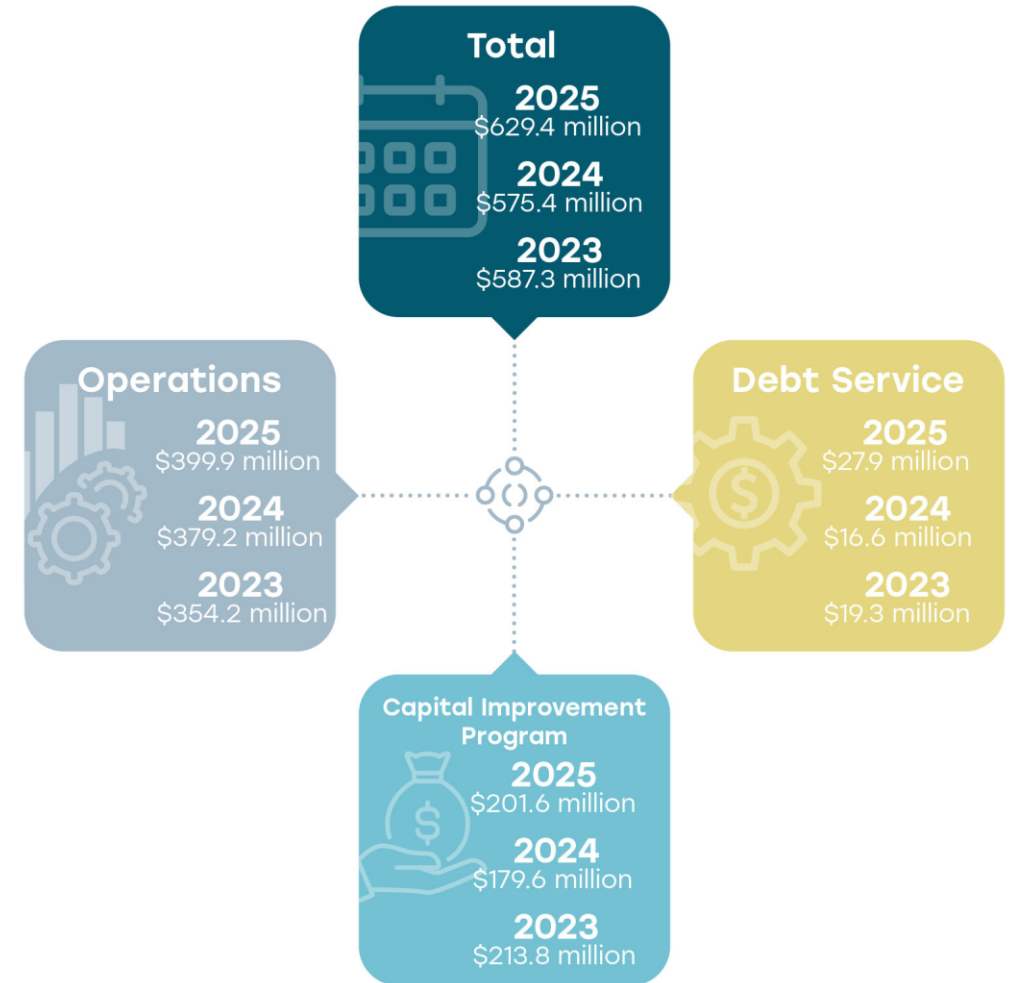 Total
2025
$629.4 million
2024
$575.4 million
2023
$587.3 million
Operations
2025
$399.9 million
2024
$379.2 million
2023
$354.2 million
Debt Service
2025
$27.9 million
2024
$16.6 million
2023
$19.3 million
Capital Improvement
Program
2025
$201.6 million
2024
$179.6 million
2023
$213.8 million
$
$